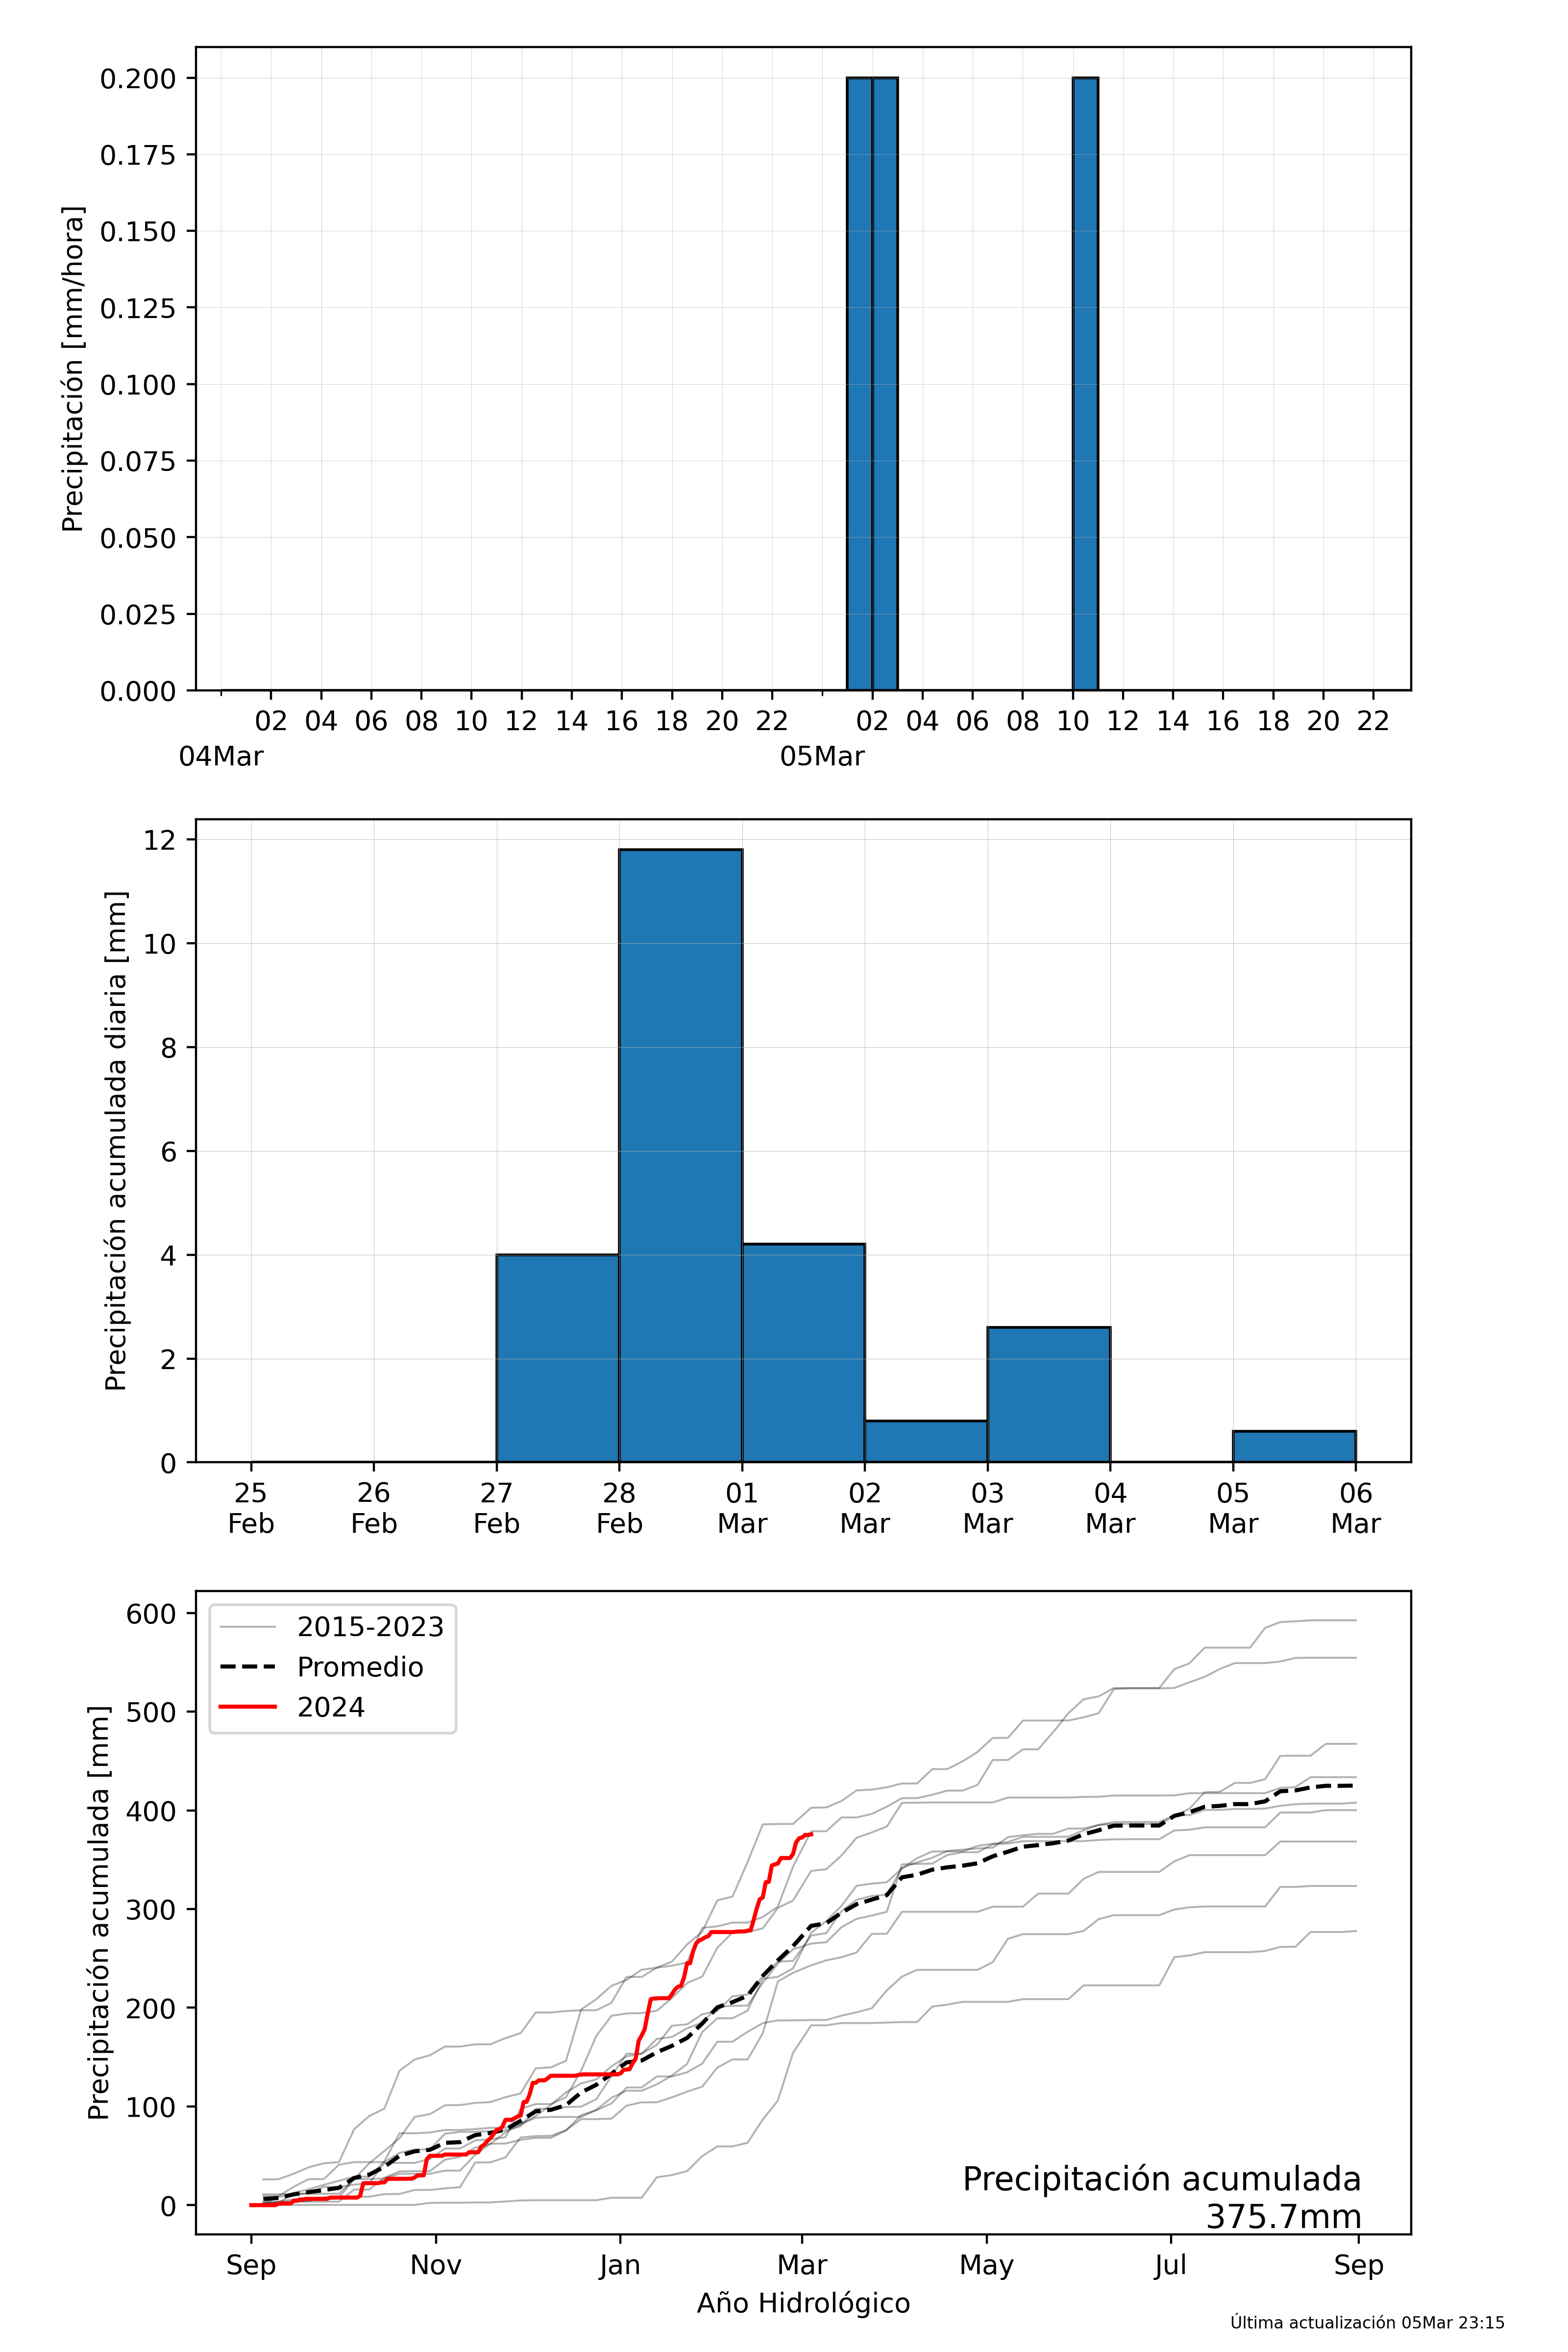 0.200
0.175
0.150
0.125
0.100
0.075
0.050
0.025
0.000
Precipitación [mm/hora]
02 04 06 08 10 12 14 16 18 20 22 02 04 06 08 10 12 14 16 18 20 22
04Mar 05Mar
12
10
8
6
4
2
0
Precipitación acumulada diaria [mm]
25 26 27 28 01 02 03 04 05 06
Feb Feb Feb Feb Mar Mar Mar Mar Mar Mar
600
500
400
300
200
100
0
Precipitación acumulada [mm]
2015-2023
Promedio
2024
Precipitación acumulada
375.7mm
Sep Nov Jan Mar May Jul Sep
Año Hidrológico
Última actualización 05Mar 23:15